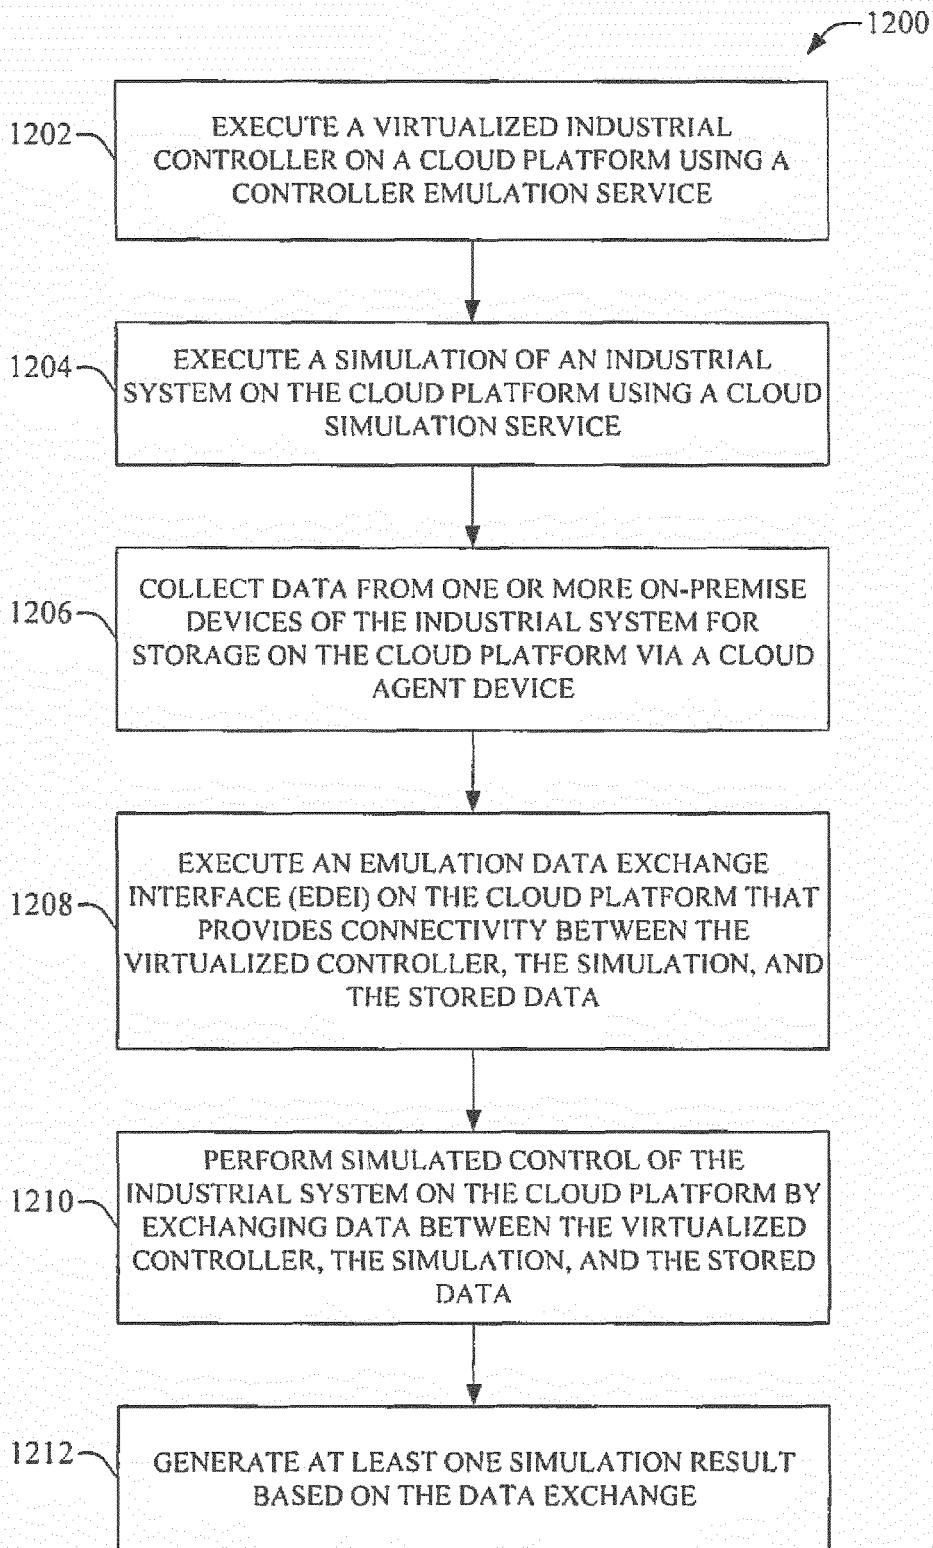 1200
1202
EXECUTE A VIRTUALIZED INDUSTRIAL
CONTROLLER ON A CLOUD PLATFORM USING A
CONTROLLER EMULATION SERVICE
1204
EXECUTE A SIMULATION OF AN INDUSTRIAL
SYSTEM ON THE CLOUD PLATFORM USING A CLOUD
SIMULATION SERVICE
1206
COLLECT DATA FROM ONE OR MORE ON-PREMISE
DEVICES OF THE INDUSTRIAL SYSTEM FOR
STORAGE ON THE CLOUD PLATFORM VIA A CLOUD
AGENT DEVICE
1208
EXECUTE AN EMULATION DATA EXCHANGE
INTERFACE (EDEI) ON THE CLOUD PLATFORM THAT
PROVIDES CONNECTIVITY BETWEEN THE
VIRTUALIZED CONTROLLER, THE SIMULATION, AND
THE STORED DATA
1210
PERFORM SIMULATED CONTROL OF THE
INDUSTRIAL SYSTEM ON THE CLOUD PLATFORM BY
EXCHANGING DATA BETWEEN THE VIRTUALIZED
CONTROLLER, THE SIMULATION, AND THE STORED
DATA
1212
GENERATE AT LEAST ONE SIMULATION RESULT
BASED ON THE DATA EXCHANGE